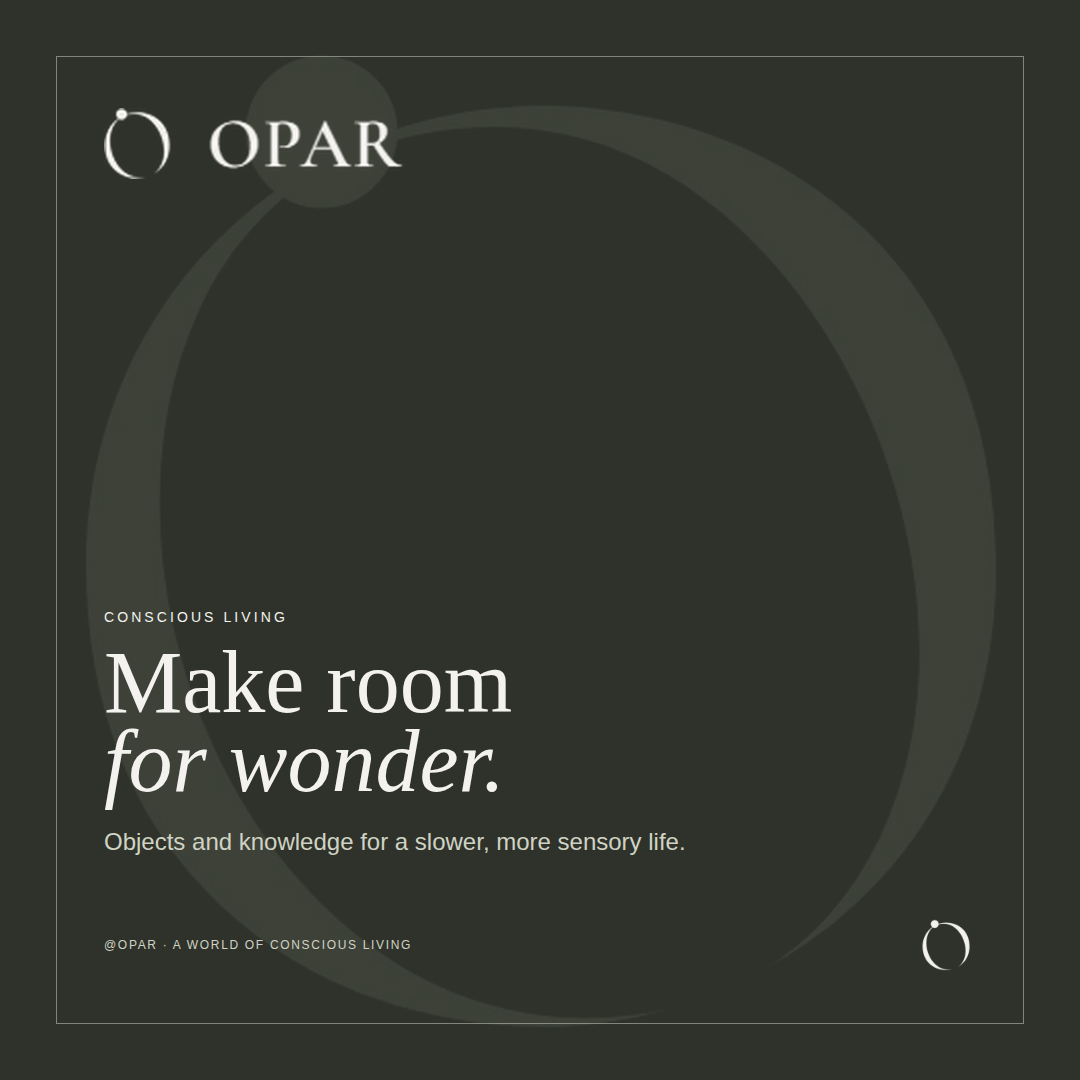 OPAR
CONSCIOUS LIVING
Make room
for wonder.
Objects and knowledge for a slower, more sensory life.
@OPAR · A WORLD OF CONSCIOUS LIVING